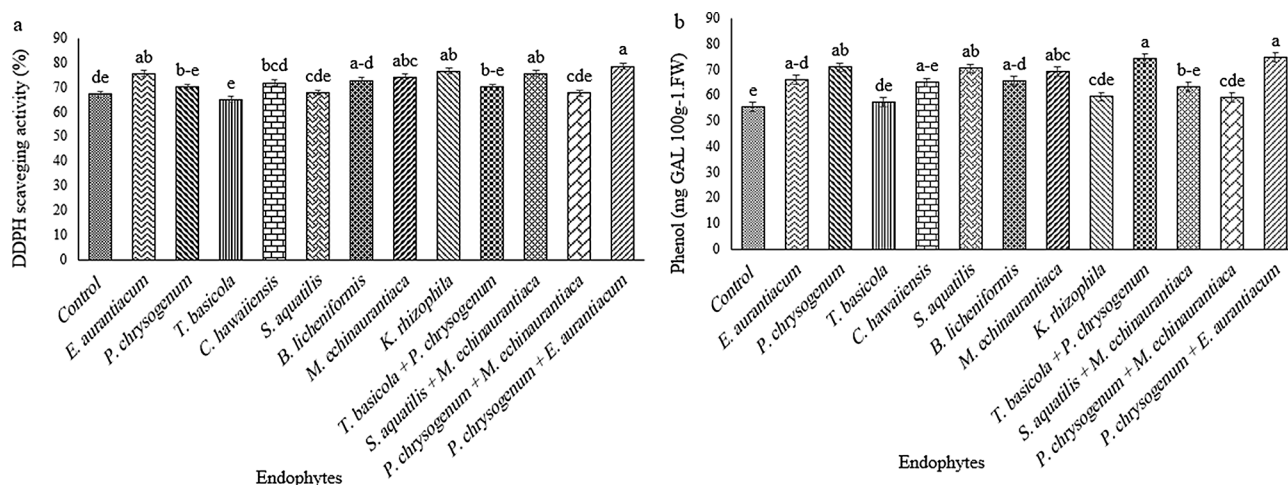 a
DDPH scaveging activity (%)
90
80
70
60
50
40
30
20
10
0
de
ab
b-e
e
bcd
cde
a-d
abc
ab
b-e
ab
cde
a
Control
E. aurantiacum
P. chrysogenum
T. basicola
C. hawaiiensis
S. aquatilis
B. licheniformis
M. echinaurantiaca
K. rhizophila
T. basicola + P. chrysogenum
S. aquatilis + M. echinaurantiaca
P. chrysogenum + M. echinaurantiaca
P. chrysogenum + E. aurantiacum
Endophytes
b
Phenol (mg GAL 100g-1.FW)
90
80
70
60
50
40
30
20
10
0
e
a-d
ab
de
a-e
ab
a-d
abc
cde
a
b-e
cde
a
Control
E. aurantiacum
P. chrysogenum
T. basicola
C. hawaiiensis
S. aquatilis
B. licheniformis
M. echinaurantiaca
K. rhizophila
T. basicola + P. chrysogenum
S. aquatilis + M. echinaurantiaca
P. chrysogenum + M. echinaurantiaca
P. chrysogenum + E. aurantiacum
Endophytes